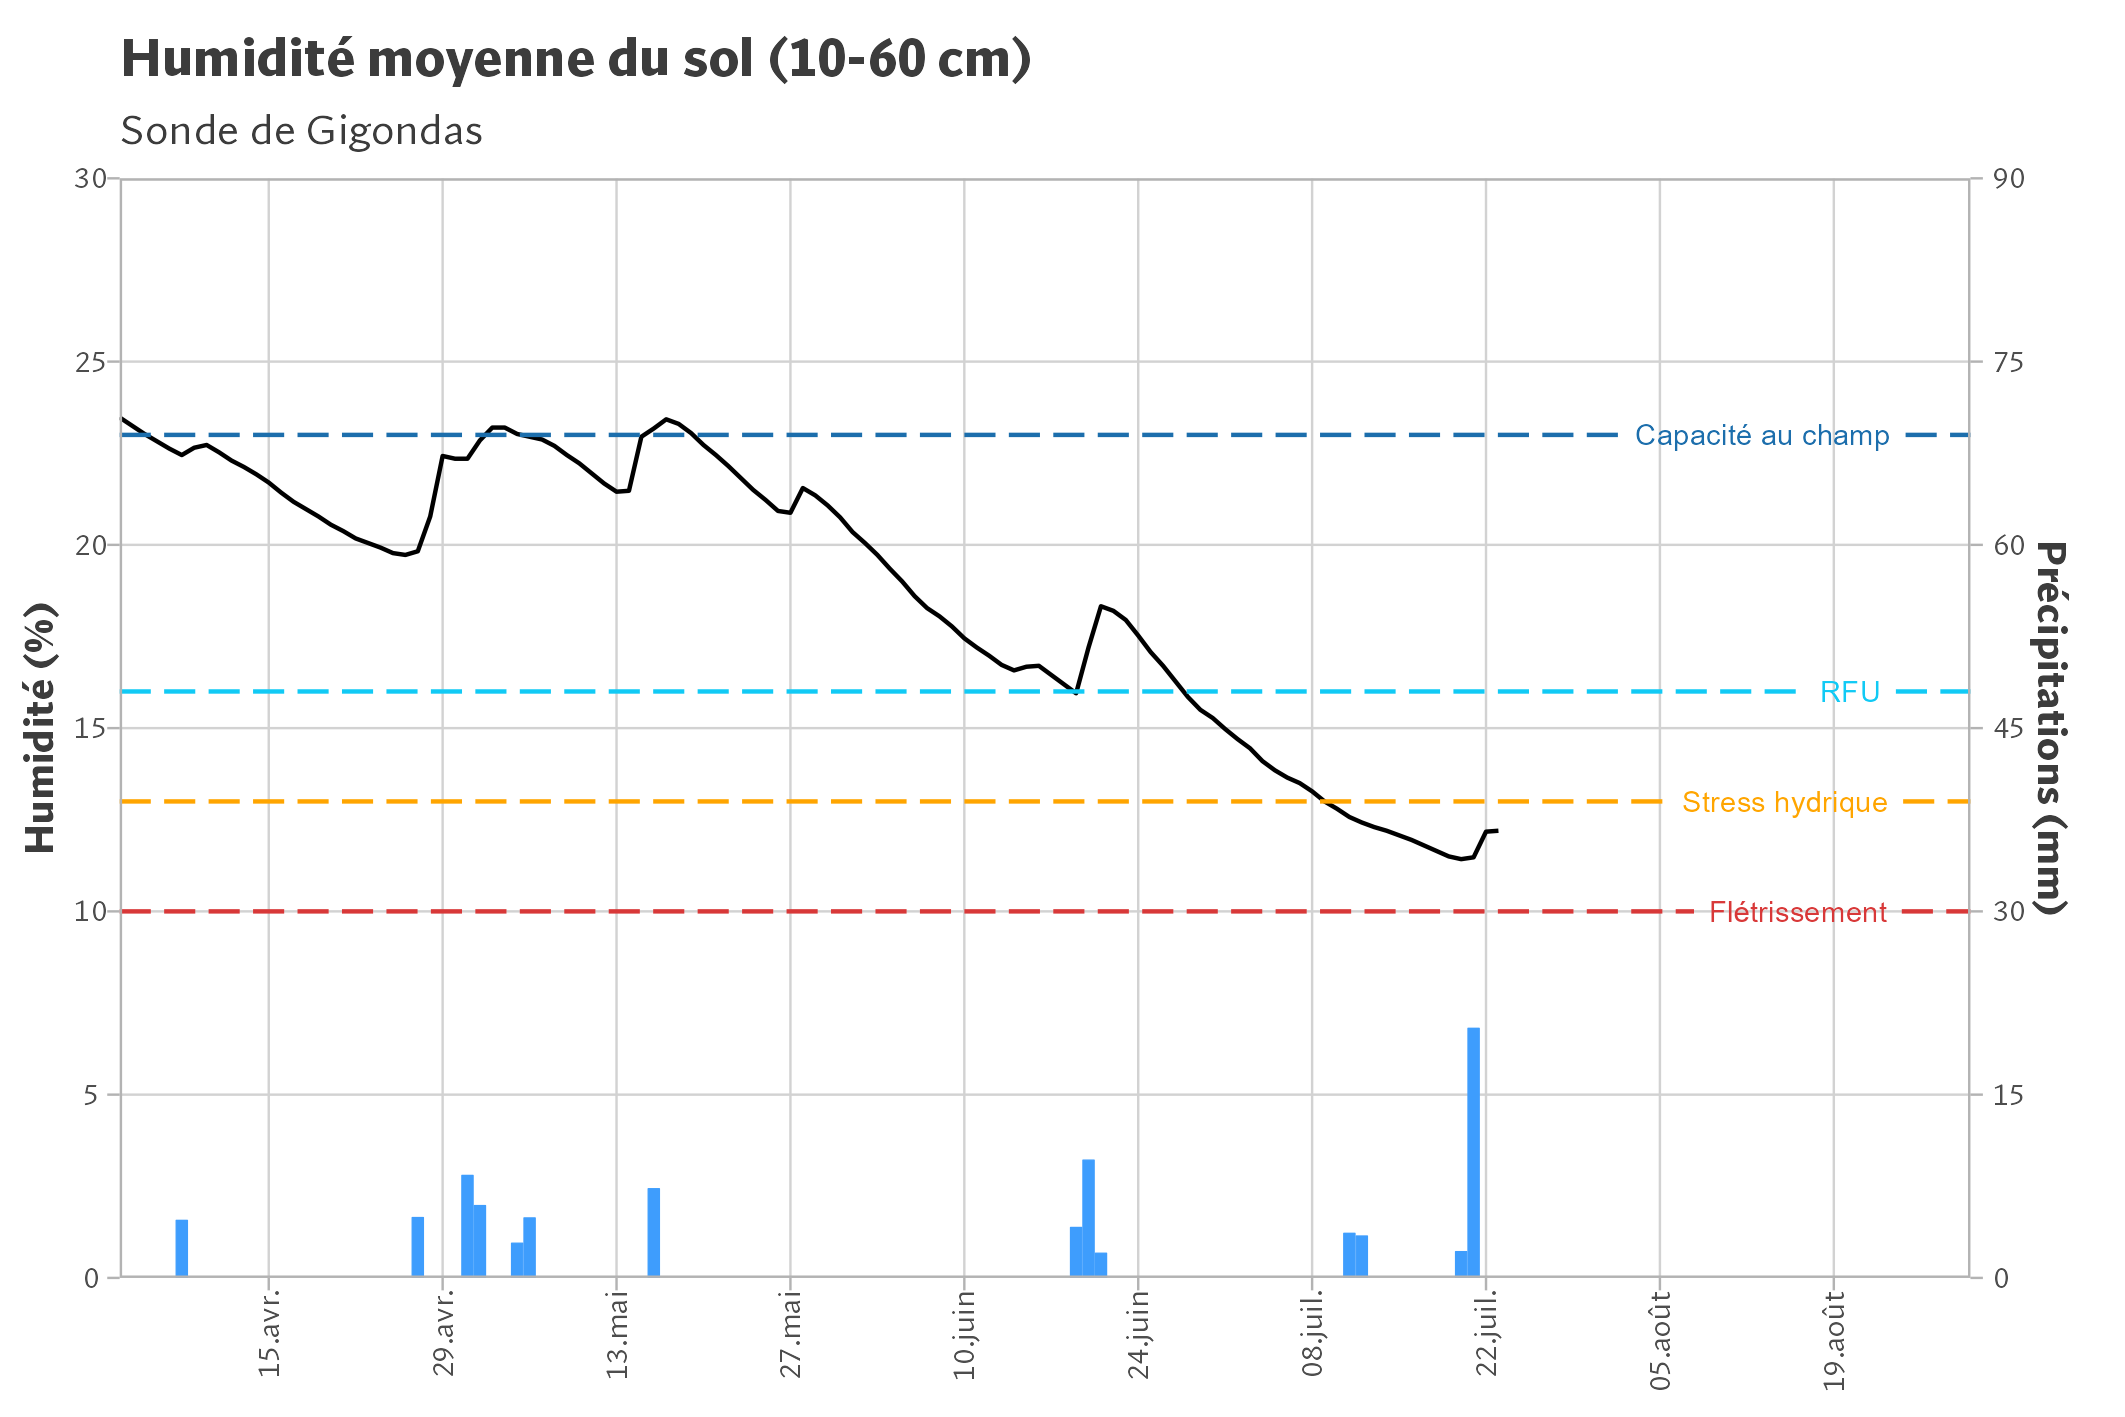 Humidité moyenne du sol (10-60 cm)
Sonde de Gigondas
Humidité (%)
30
25
20
15
10
5
0
Capacité au champ
RFU
Stress hydrique
Flétrissement
90
75
60
45
30
15
0
Précipitations (mm)
15.avr.
29.avr.
13.mai
27.mai
10.juin
24.juin
08.juil.
22.juil.
05.août
19.août